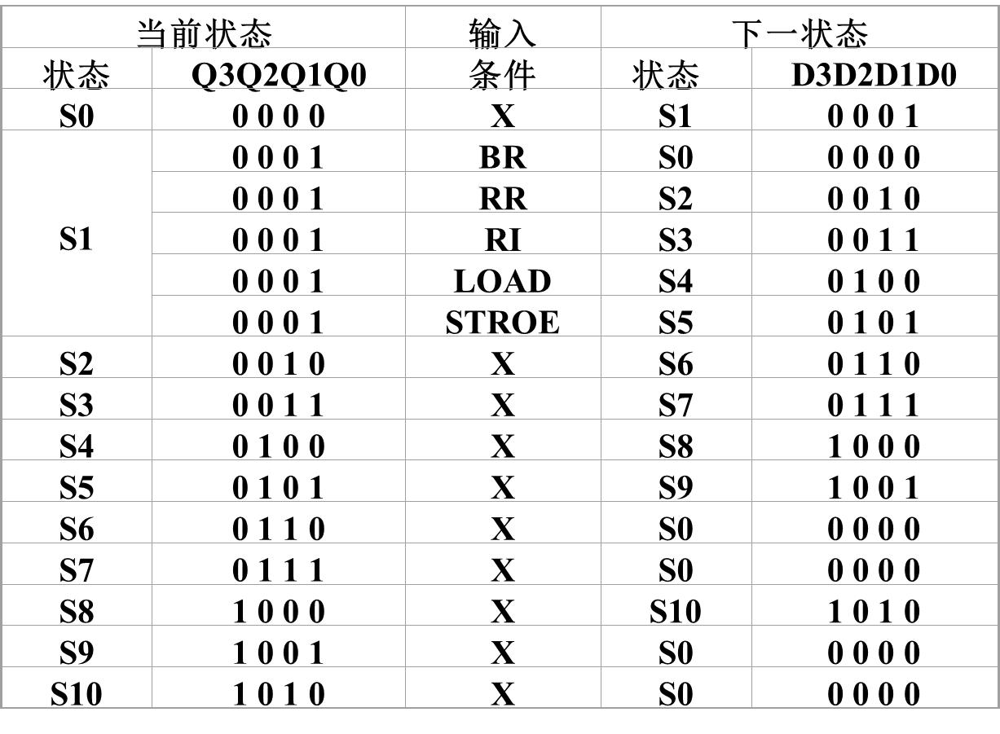 当前状态 输入 下一状态
状态 Q3Q2Q1Q0 条件 状态 D3D2D1D0
S0 0 0 0 0 X S1 0 0 0 1
0 0 0 1 BR S0 0 0 0 0
0 0 0 1 RR S2 0 0 1 0
S1 0 0 0 1 RI S3 0 0 1 1
0 0 0 1 LOAD S4 0 1 0 0
0 0 0 1 STROE S5 0 1 0 1
S2 0 0 1 0 X S6 0 1 1 0
S3 0 0 1 1 X S7 0 1 1 1
S4 0 1 0 0 X S8 1 0 0 0
S5 0 1 0 1 X S9 1 0 0 1
S6 0 1 1 0 X S0 0 0 0 0
S7 0 1 1 1 X S0 0 0 0 0
S8 1 0 0 0 X S10 1 0 1 0
S9 1 0 0 1 X S0 0 0 0 0
S10 1 0 1 0 X S0 0 0 0 0